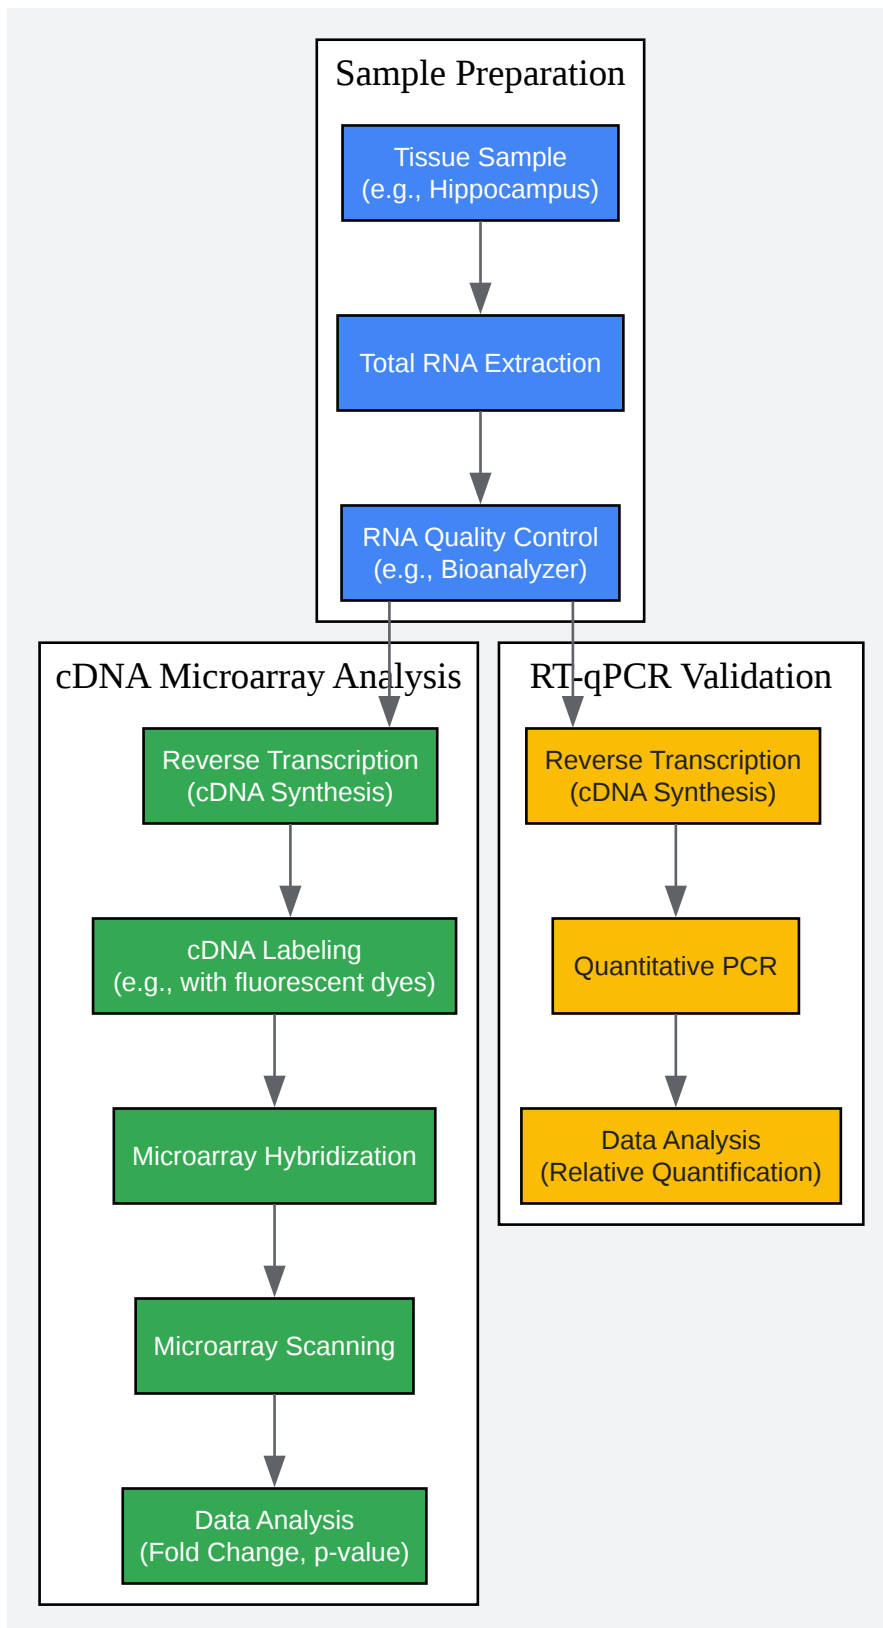 Sample Preparation
Tissue Sample
(e.g., Hippocampus)
Total RNA Extraction
RNA Quality Control
(e.g., Bioanalyzer)
cDNA Microarray Analysis
Reverse Transcription
(cDNA Synthesis)
cDNA Labeling
(e.g., with fluorescent dyes)
Microarray Hybridization
Microarray Scanning
Data Analysis
(Fold Change, p-value)
RT-qPCR Validation
Reverse Transcription
(cDNA Synthesis)
Quantitative PCR
Data Analysis
(Relative Quantification)